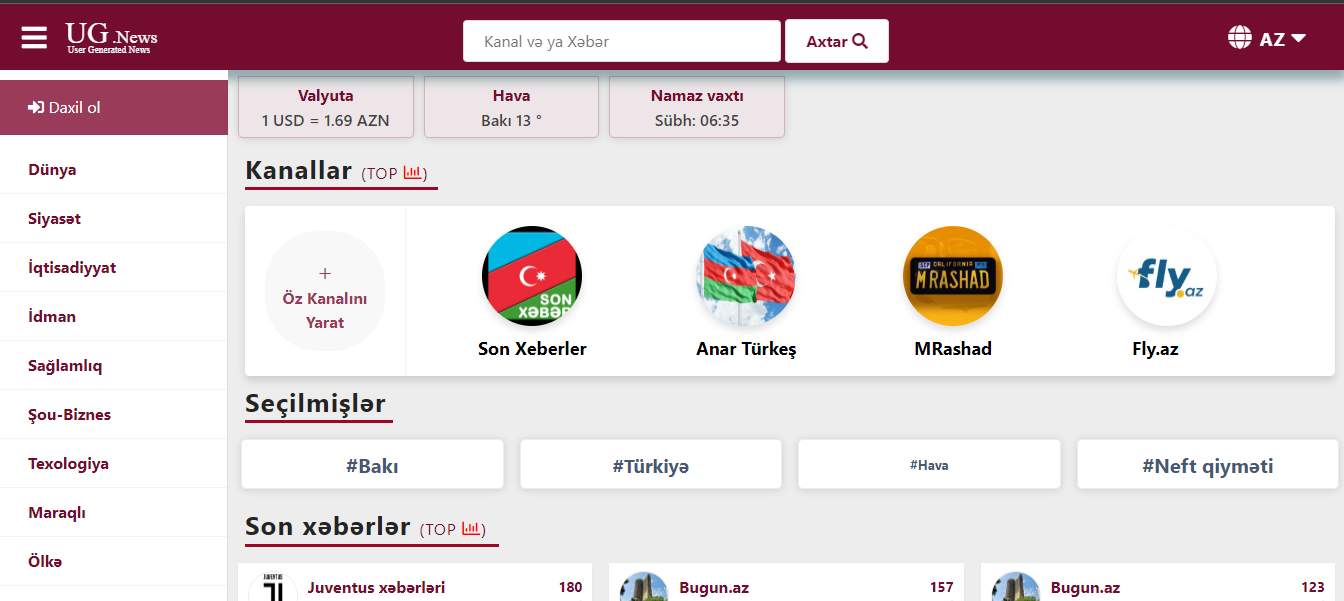 UG .News
User Generated News
Kanal və ya Xəbər
Axtar
AZ
Daxil ol
Dünya
Siyasət
İqtisadiyyat
İdman
Sağlamlıq
Şou-Biznes
Texologiya
Maraqlı
Ölkə
Valyuta
1 USD = 1.69 AZN
Hava
Bakı 13 °
Namaz vaxtı
Sübh: 06:35
Kanallar (TOP )
+
Öz Kanalını
Yarat
SON
XƏBƏR
Son Xeberler
Anar Türkeş
CALIFORNIA
MRASHAD
MRashad
fly.az
Fly.az
Seçilmişlər
#Bakı
#Türkiyə
#Hava
#Neft qiyməti
Son xəbərlər (TOP )
JUVENTUS
Juventus xəbərləri
180
Bugun.az
157
Bugun.az
123